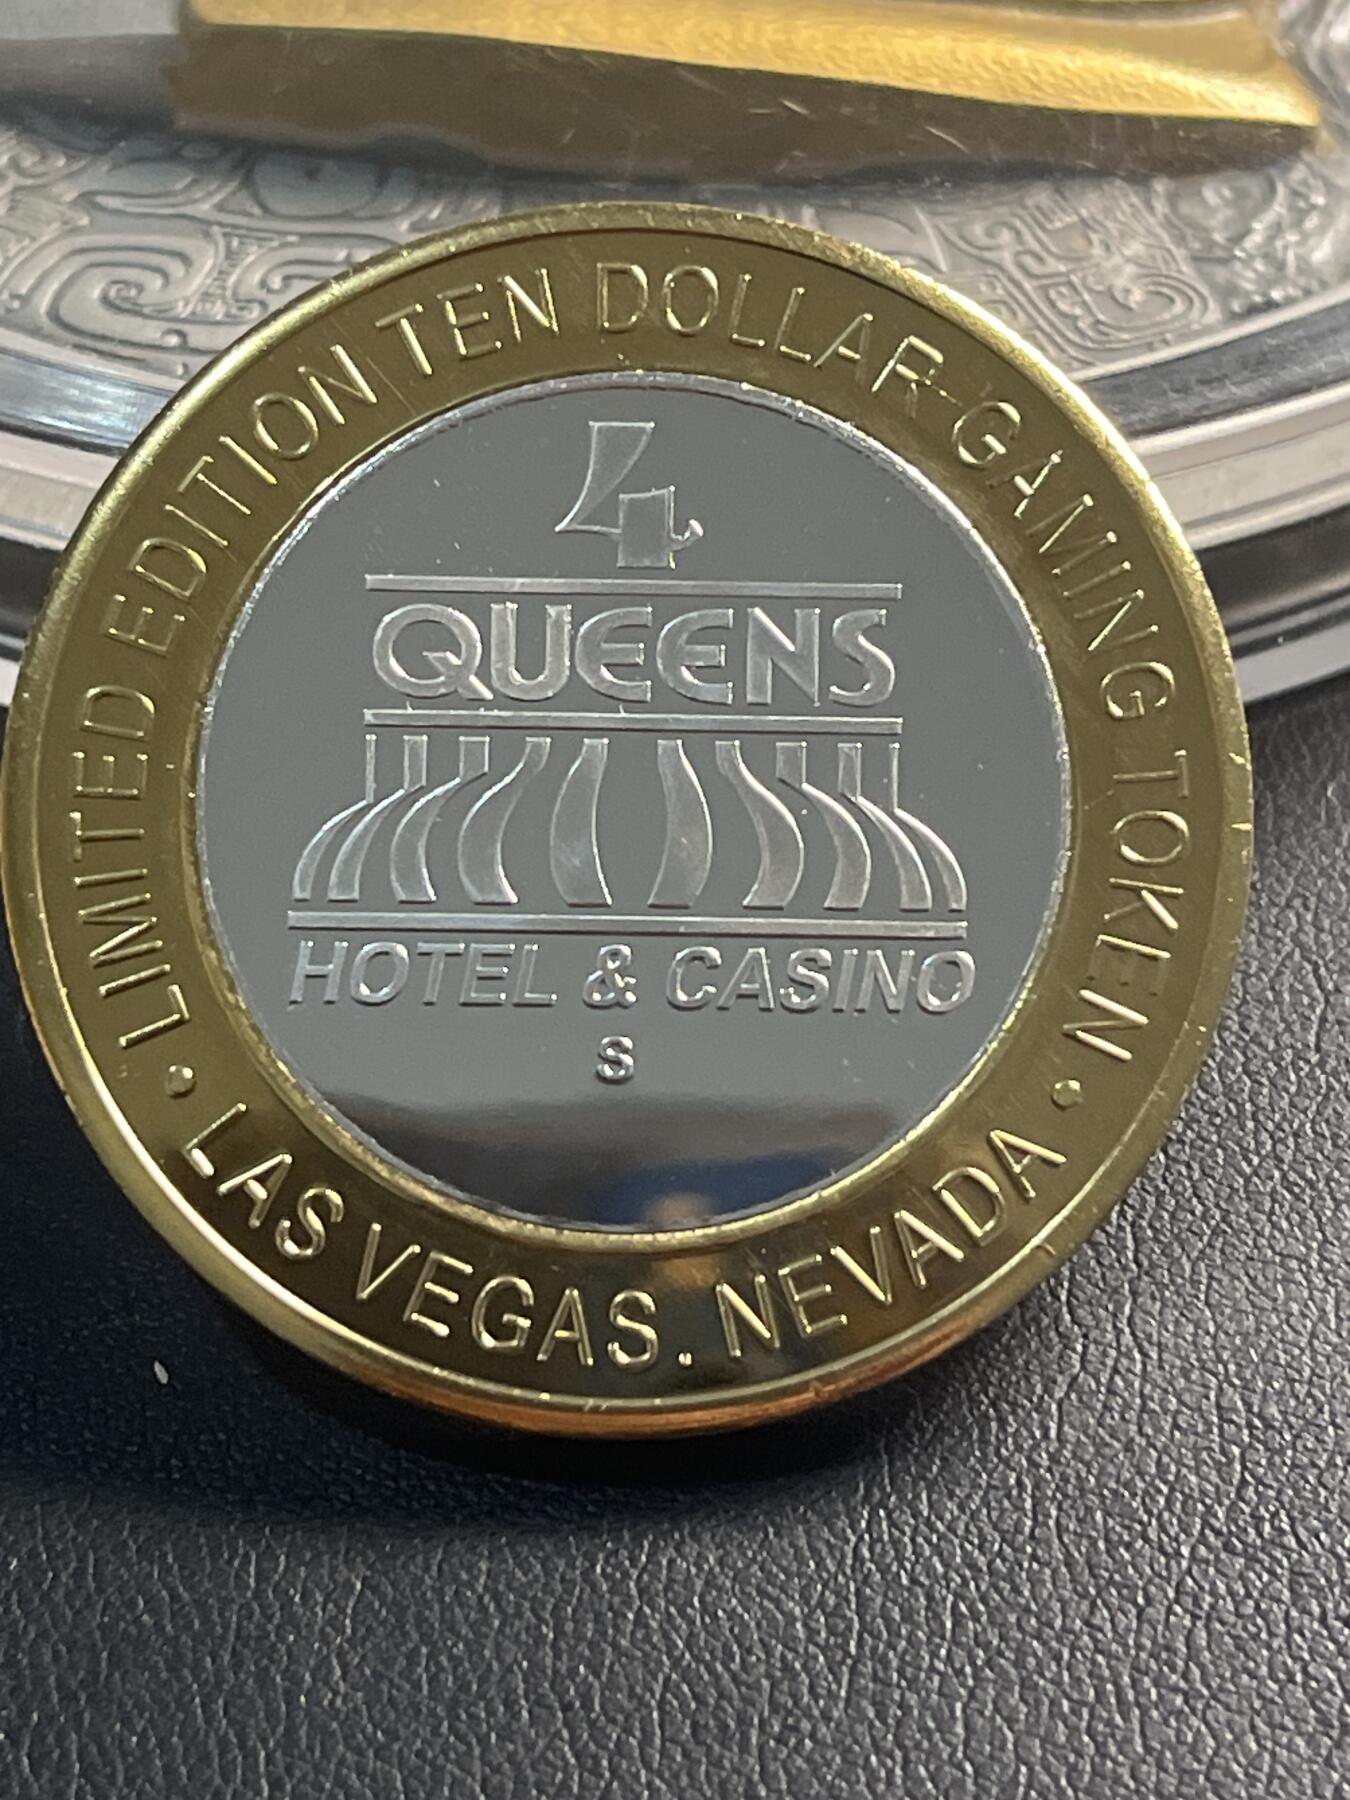 • LIMITED EDITION TEN DOLLAR GAMING TOKEN •
4
QUEENS
HOTEL & CASINO
S
LAS VEGAS. NEVADA